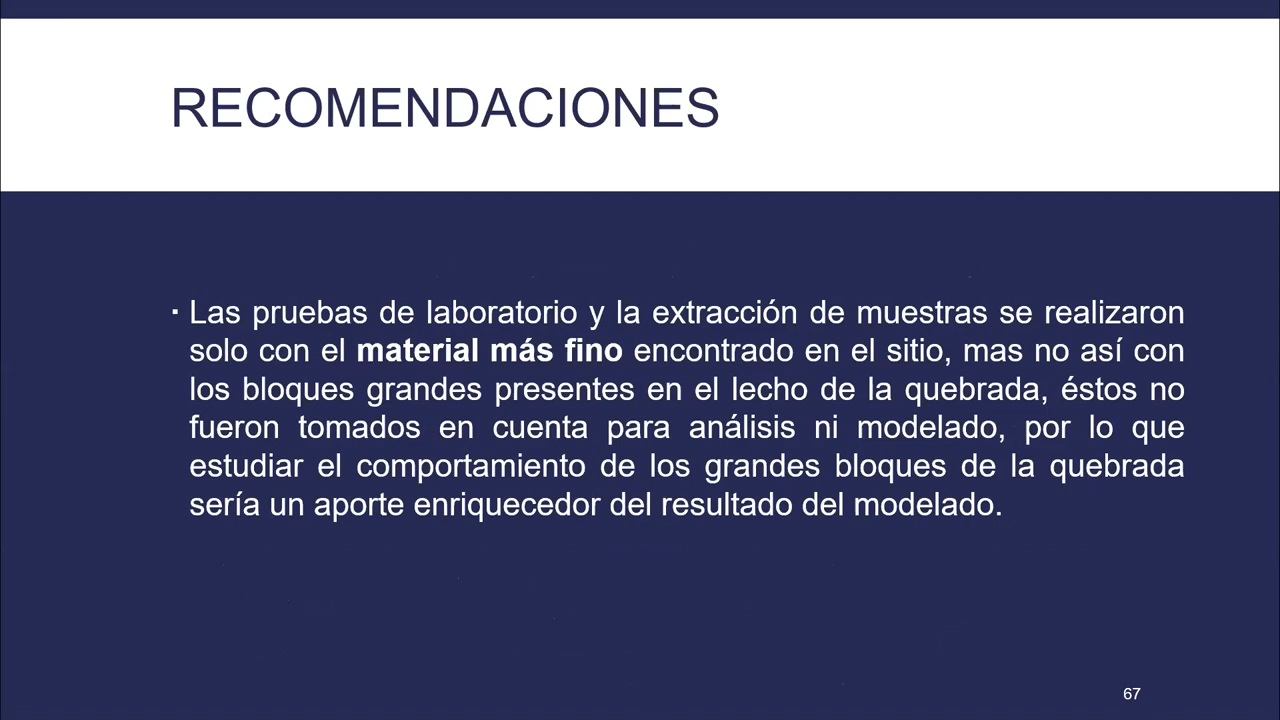 RECOMENDACIONES
▪ Las pruebas de laboratorio y la extracción de muestras se realizaron
solo con el material más fino encontrado en el sitio, mas no así con
los bloques grandes presentes en el lecho de la quebrada, éstos no
fueron tomados en cuenta para análisis ni modelado, por lo que
estudiar el comportamiento de los grandes bloques de la quebrada
sería un aporte enriquecedor del resultado del modelado.
67